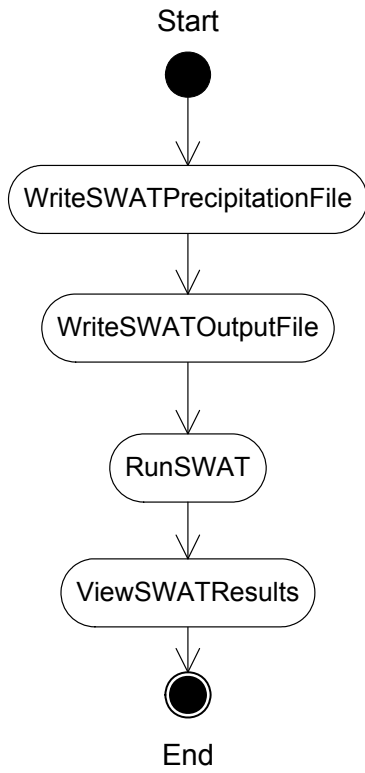 Start
WriteSWATPrecipitationFile
WriteSWATOutputFile
RunSWAT
ViewSWATResults
End